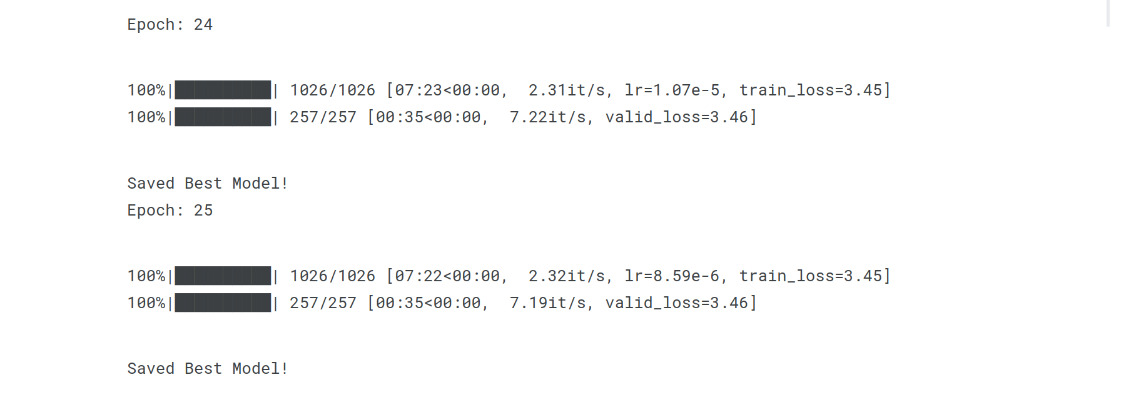 Epoch: 24
100%|██████████| 1026/1026 [07:23<00:00,  2.31it/s, lr=1.07e-5, train_loss=3.45]
100%|██████████| 257/257 [00:35<00:00,  7.22it/s, valid_loss=3.46]
Saved Best Model!
Epoch: 25
100%|██████████| 1026/1026 [07:22<00:00,  2.32it/s, lr=8.59e-6, train_loss=3.45]
100%|██████████| 257/257 [00:35<00:00,  7.19it/s, valid_loss=3.46]
Saved Best Model!